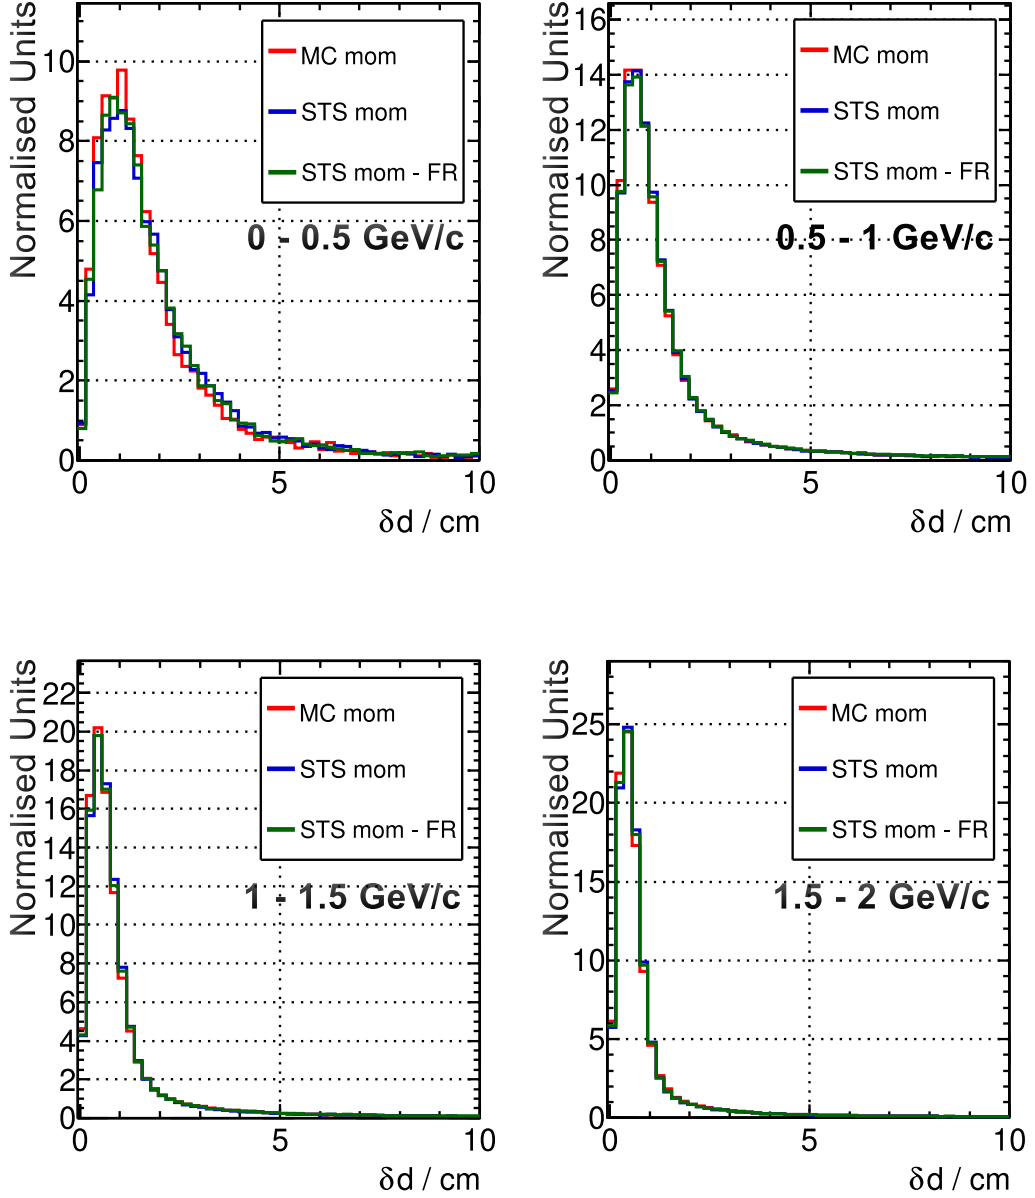 Normalised Units
10
8
6
4
2
0
MC mom
STS mom
STS mom - FR
0 - 0.5 GeV/c
0
5
10
δd / cm
Normalised Units
16
14
12
10
8
6
4
2
0
MC mom
STS mom
STS mom - FR
0.5 - 1 GeV/c
0
5
10
δd / cm
Normalised Units
22
20
18
16
14
12
10
8
6
4
2
0
MC mom
STS mom
STS mom - FR
1 - 1.5 GeV/c
0
5
10
δd / cm
Normalised Units
25
20
15
10
5
0
MC mom
STS mom
STS mom - FR
1.5 - 2 GeV/c
0
5
10
δd / cm